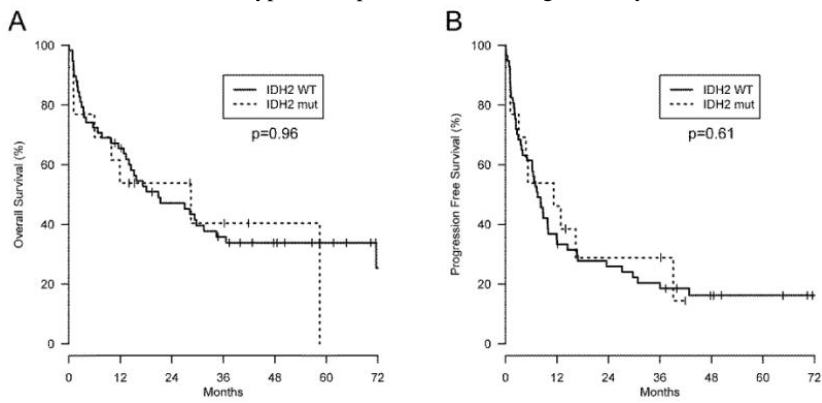 A
100
80
60
40
20
0
Overall Survival (%)
IDH2 WT
IDH2 mut
p=0.96
0 12 24 36 48 60 72
Months
B
100
80
60
40
20
0
Progression Free Survival (%)
IDH2 WT
IDH2 mut
p=0.61
0 12 24 36 48 60 72
Months